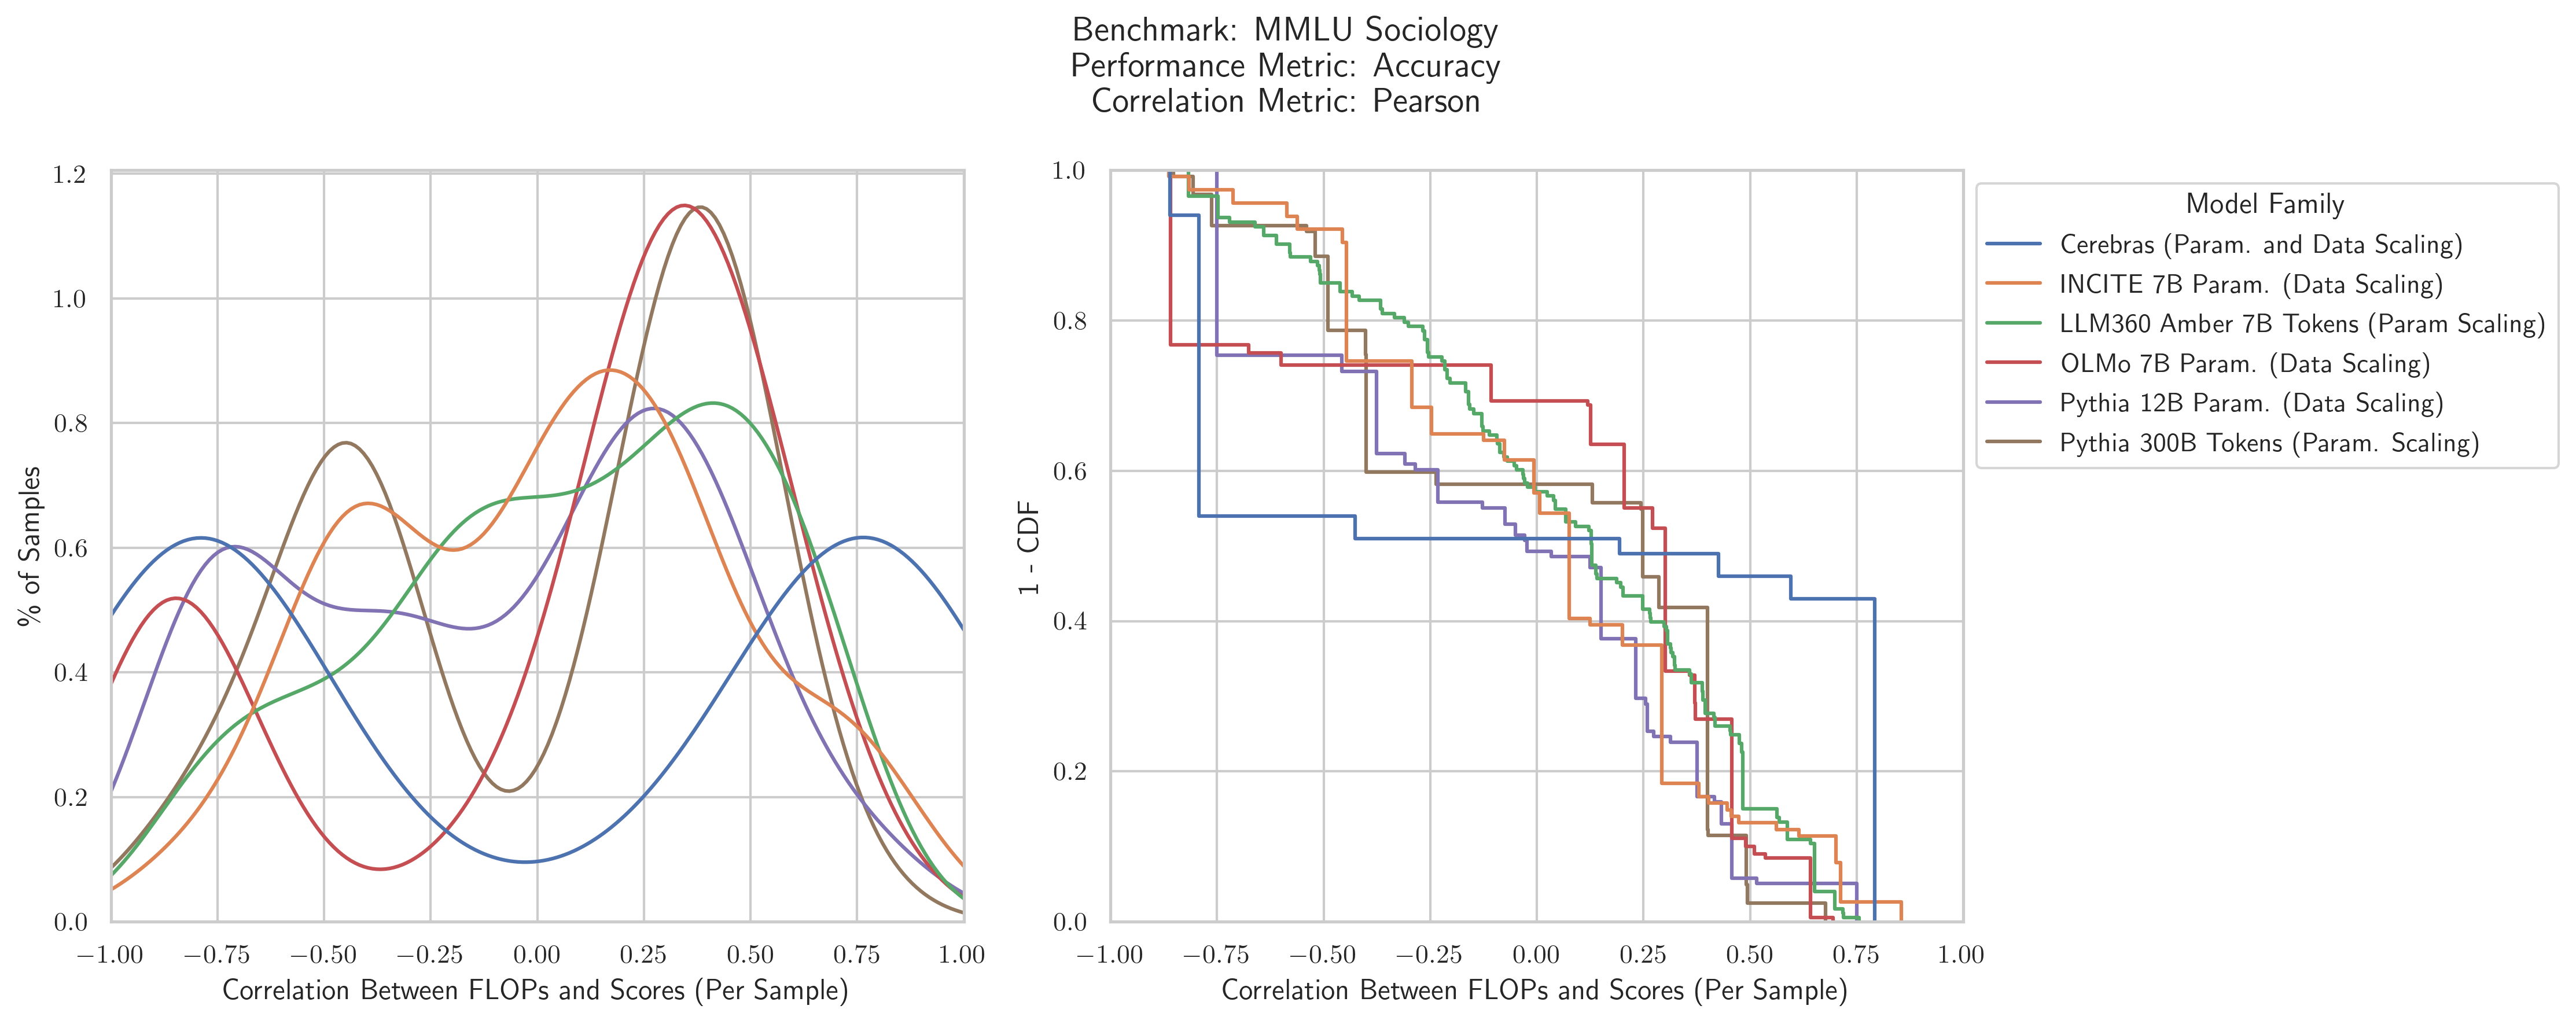 Benchmark: MMLU Sociology
Performance Metric: Accuracy
Correlation Metric: Pearson
% of Samples
1.2
1.0
0.8
0.6
0.4
0.2
0.0
−1.00 −0.75 −0.50 −0.25 0.00 0.25 0.50 0.75 1.00
Correlation Between FLOPs and Scores (Per Sample)
1 - CDF
1.0
0.8
0.6
0.4
0.2
0.0
−1.00 −0.75 −0.50 −0.25 0.00 0.25 0.50 0.75 1.00
Correlation Between FLOPs and Scores (Per Sample)
Model Family
Cerebras (Param. and Data Scaling)
INCITE 7B Param. (Data Scaling)
LLM360 Amber 7B Tokens (Param Scaling)
OLMo 7B Param. (Data Scaling)
Pythia 12B Param. (Data Scaling)
Pythia 300B Tokens (Param. Scaling)